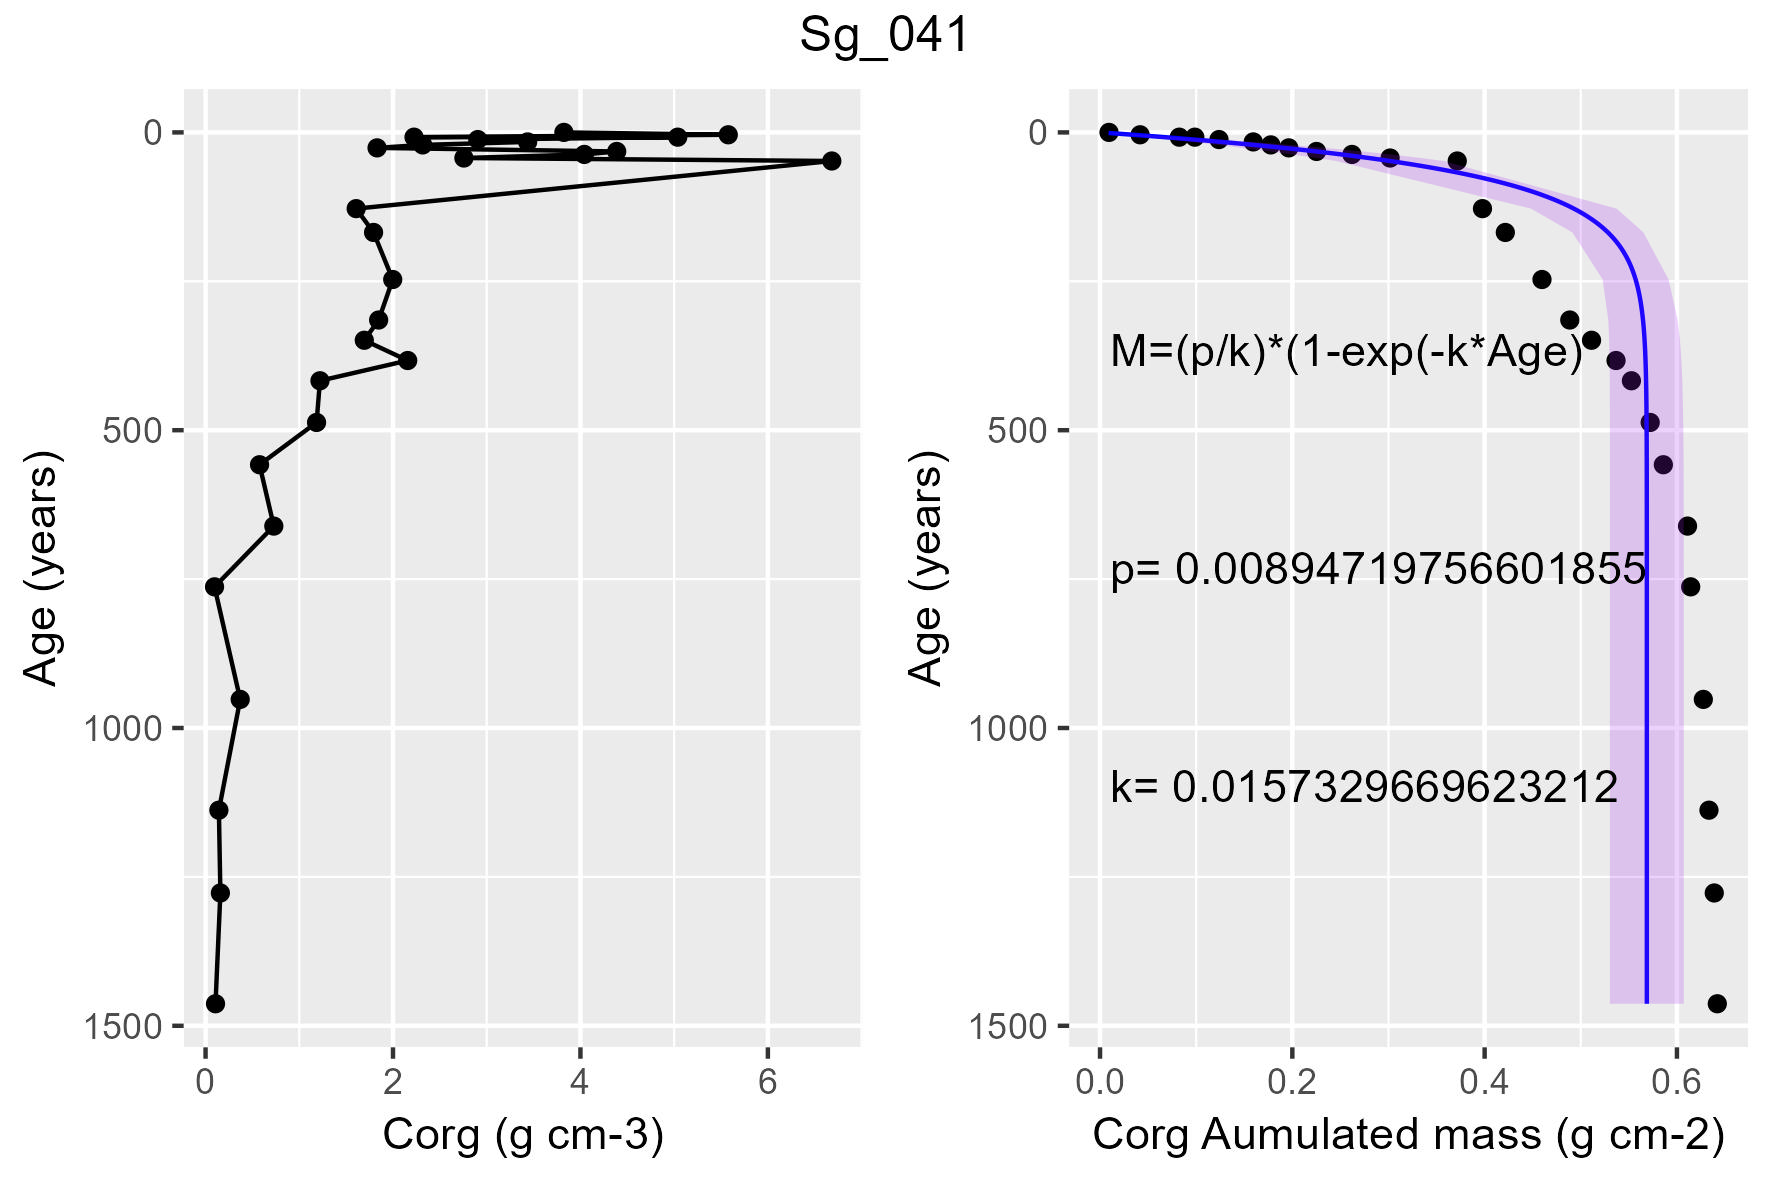 Sg_041
0
500
1000
1500
Age (years)
0
2
4
6
Corg (g cm-3)
0
500
1000
1500
Age (years)
M=(p/k)*(1-exp(-k*Age)
p= 0.00894719756601855
k= 0.0157329669623212
0.0
0.2
0.4
0.6
Corg Aumulated mass (g cm-2)